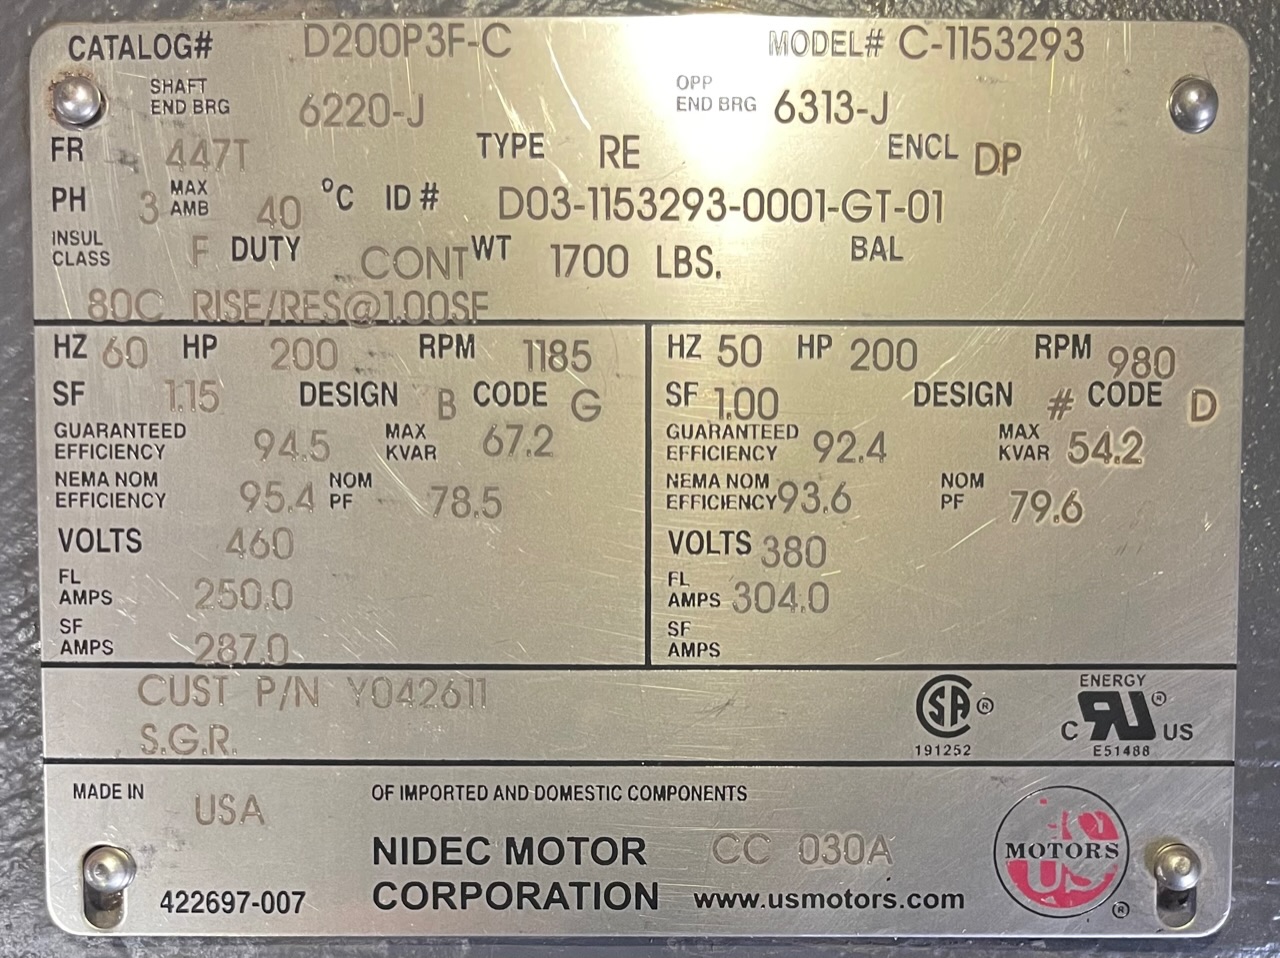 CATALOG# D200P3F-C MODEL# C-1153293
SHAFT END BRG 6220-J OPP END BRG 6313-J
FR 447T TYPE RE ENCL DP
PH 3 MAX AMB 40 °C ID # D03-1153293-0001-GT-01
INSUL CLASS F DUTY CONT WT 1700 LBS. BAL
80C RISE/RES@1.00SF
HZ 60 HP 200 RPM 1185
SF 1.15 DESIGN B CODE G
GUARANTEED EFFICIENCY 94.5 MAX KVAR 67.2
NEMA NOM EFFICIENCY 95.4 NOM PF 78.5
VOLTS 460
FL AMPS 250.0
SF AMPS 287.0
HZ 50 HP 200 RPM 980
SF 1.00 DESIGN # CODE D
GUARANTEED EFFICIENCY 92.4 MAX KVAR 54.2
NEMA NOM EFFICIENCY 93.6 NOM PF 79.6
VOLTS 380
FL AMPS 304.0
SF AMPS
CUST P/N Y042611
S.G.R.
SA ®
191252
ENERGY
C RU ® US
E51488
MADE IN USA OF IMPORTED AND DOMESTIC COMPONENTS
NIDEC MOTOR CC 030A
CORPORATION www.usmotors.com
422697-007
MOTORS
US ®